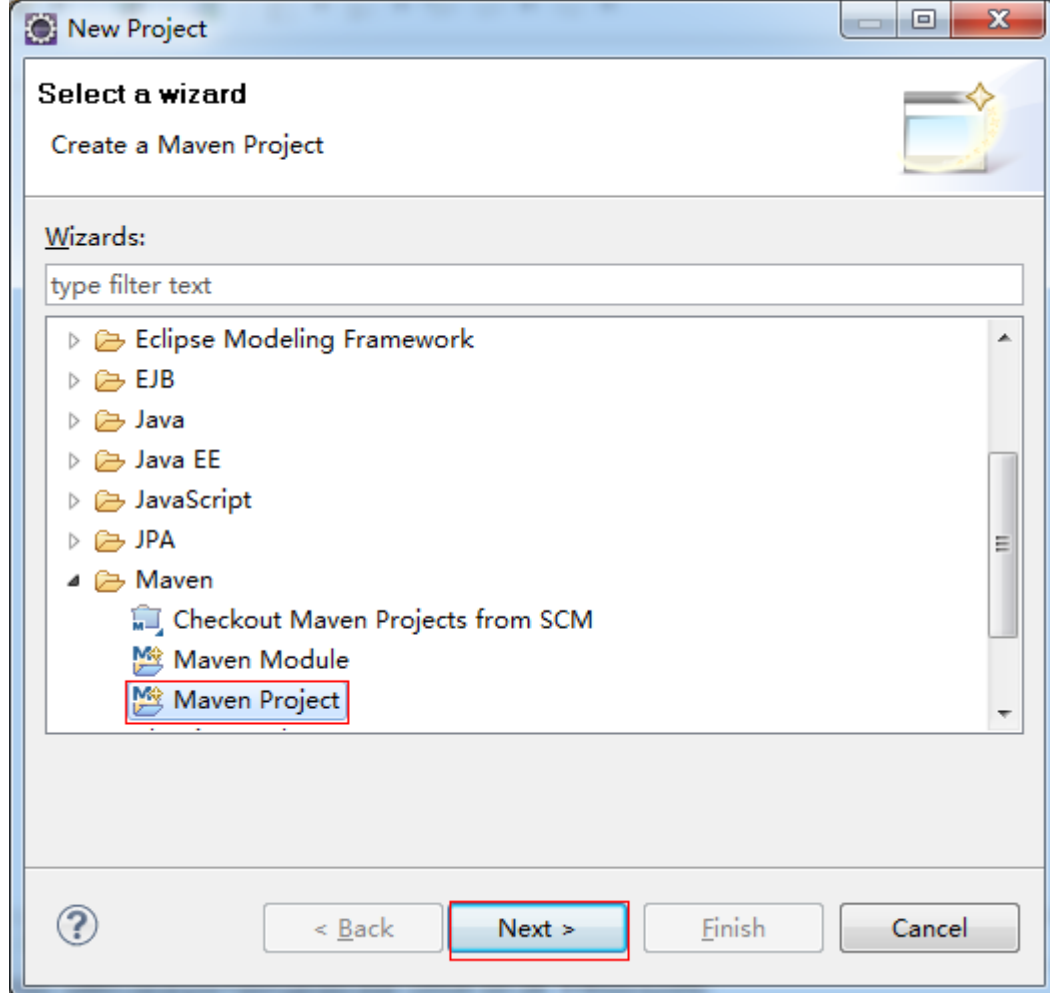 New Project
Select a wizard
Create a Maven Project
Wizards:
type filter text
Eclipse Modeling Framework
EJB
Java
Java EE
JavaScript
JPA
Maven
Checkout Maven Projects from SCM
Maven Module
Maven Project
< Back Next > Finish Cancel